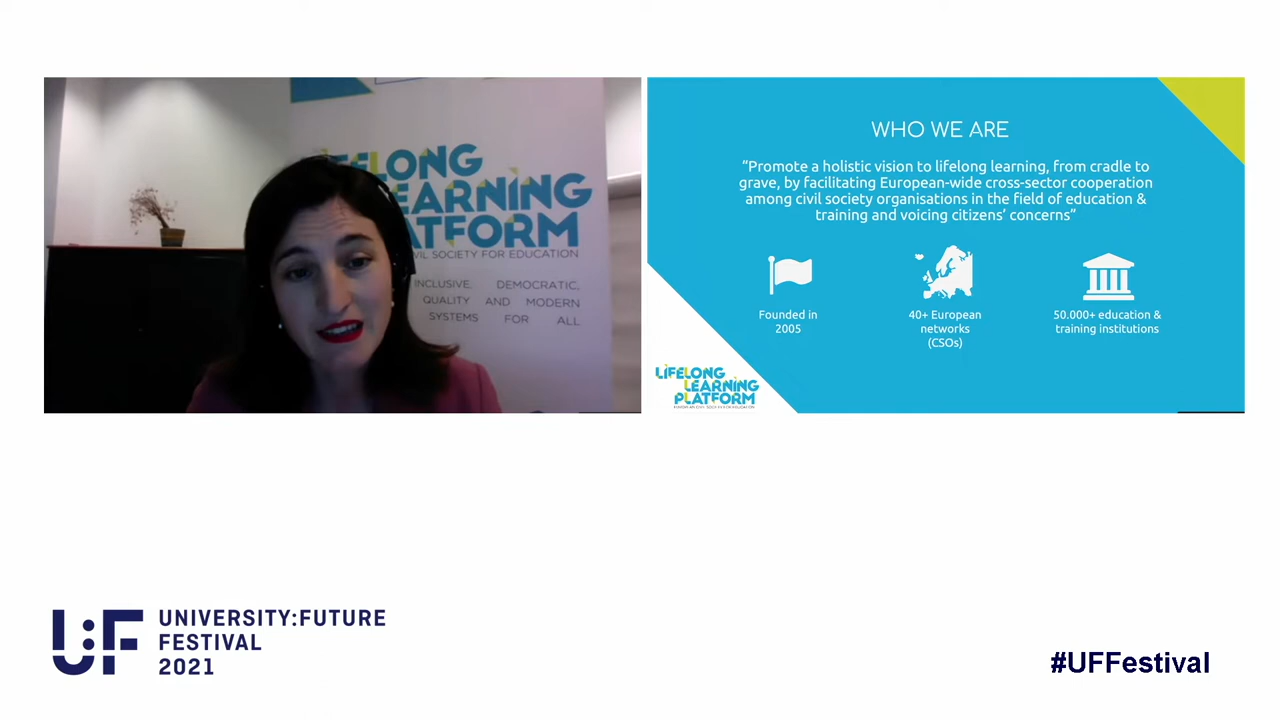 LIFELONG
LEARNING
PLATFORM
CIVIL SOCIETY FOR EDUCATION
INCLUSIVE, DEMOCRATIC,
QUALITY AND MODERN
SYSTEMS FOR ALL
WHO WE ARE
“Promote a holistic vision to lifelong learning, from cradle to
grave, by facilitating European-wide cross-sector cooperation
among civil society organisations in the field of education &
training and voicing citizens’ concerns”
Founded in
2005
40+ European
networks
(CSOs)
50.000+ education &
training institutions
LIFELONG
LEARNING
PLATFORM
U:F
UNIVERSITY:FUTURE
FESTIVAL
2021
#UFFestival